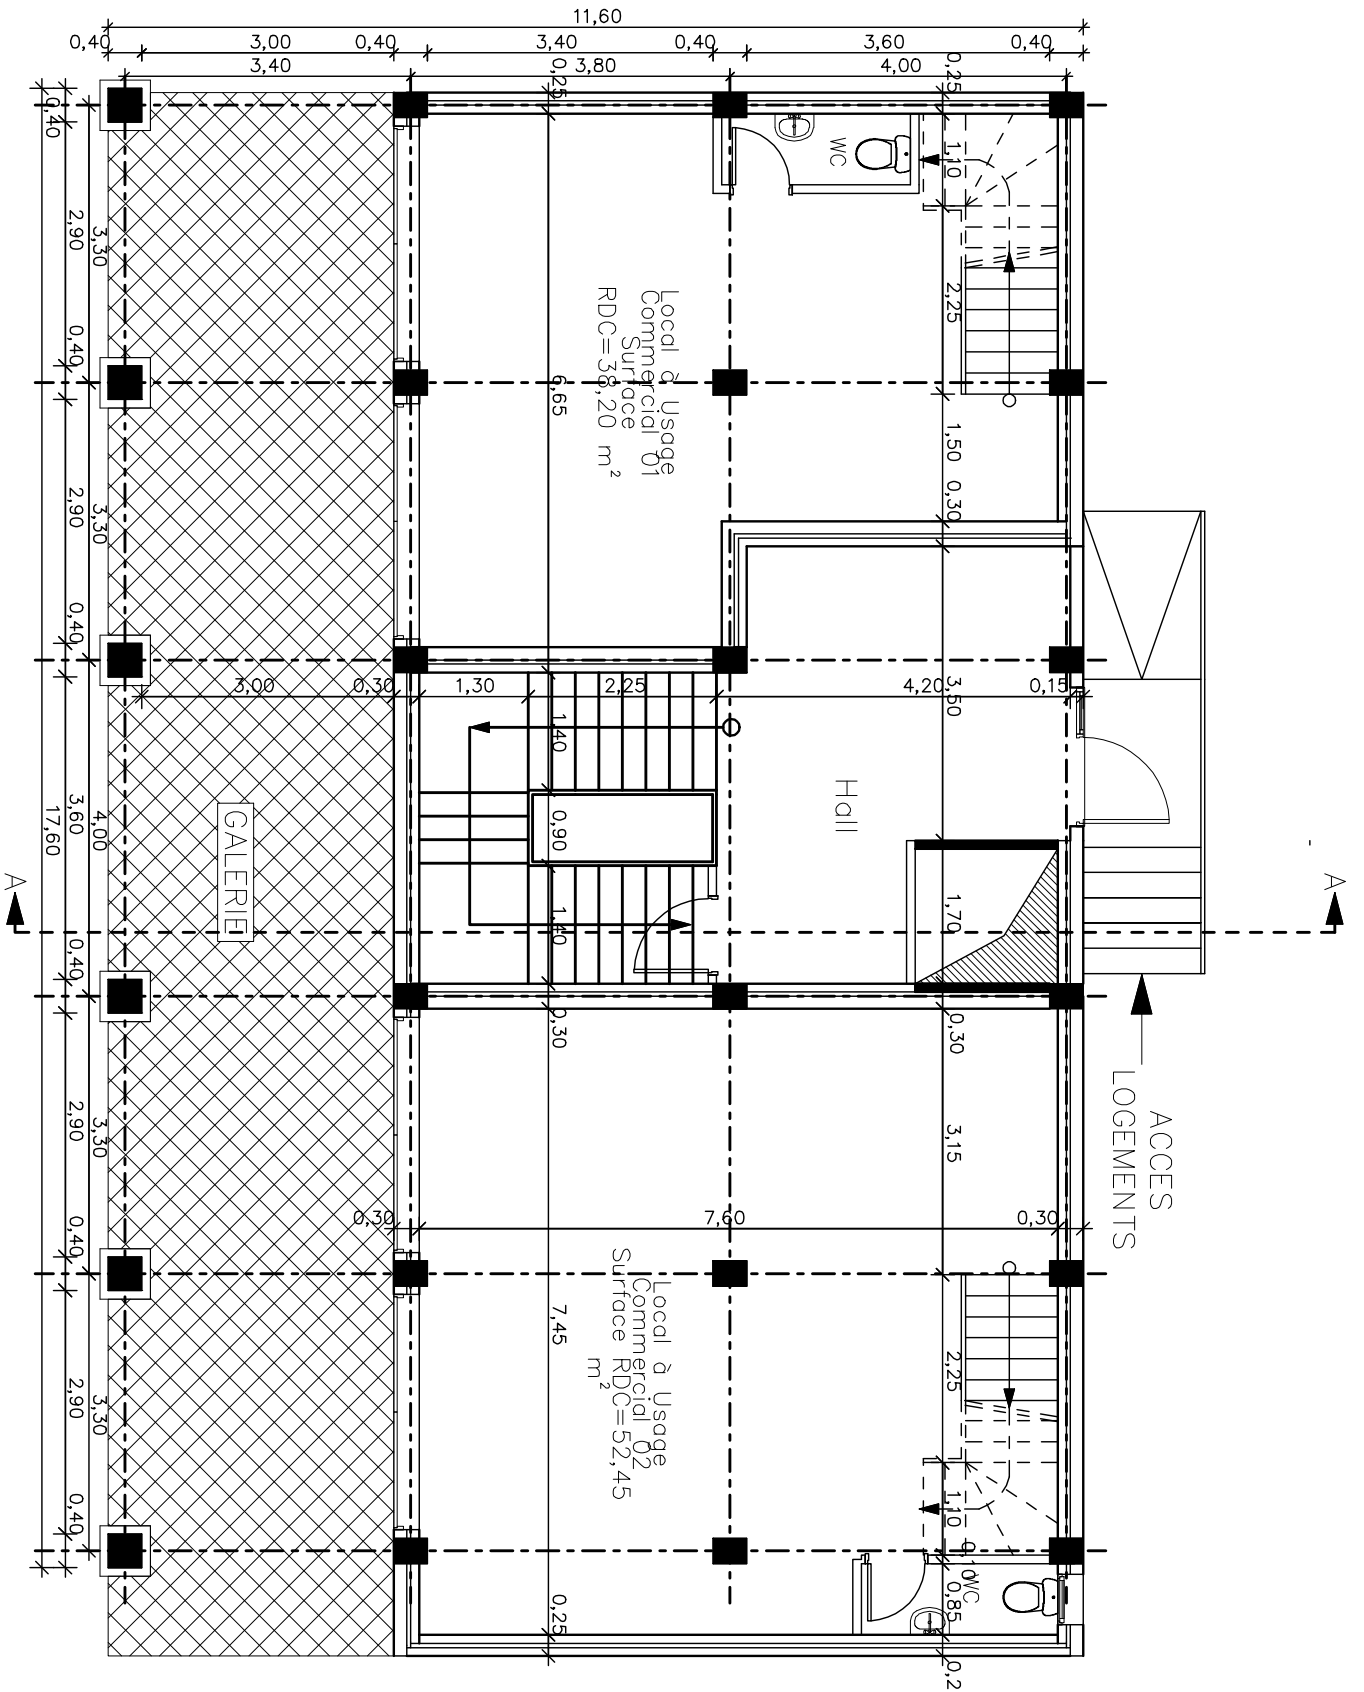 11,60
0,40 3,00 0,40 3,40 0,40 3,60 0,40
3,40 3,80 4,00
0,25
0,25
0,40
WC
1,10
2,90
3,30
2,25
Local à Usage
Commercial 01
Surface
RDC=38,20 m²
0,40
6,65
1,50
0,30
2,90
3,30
0,40
3,00 0,30 1,30 2,25 4,20 0,15
3,50
1,40
Hall
0,90
3,60
4,00
17,60
GALERIE
A
A
1,70
1,40
0,40
0,30
0,30
ACCES
LOGEMENTS
2,90
3,30
3,15
0,30 7,60 0,30
0,40
Local à Usage
Commercial 02
Surface RDC=52,45
m²
7,45
2,25
2,90
3,30
1,10
0,40
0,10
WC
0,85
0,25
0,2